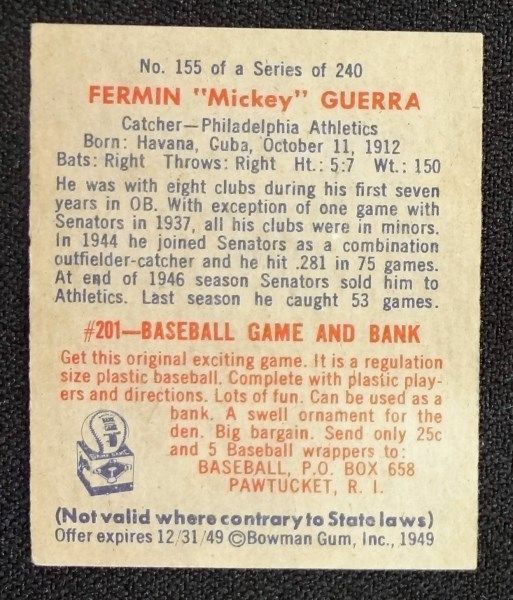 No. 155 of a Series of 240
FERMIN "Mickey" GUERRA
Catcher—Philadelphia Athletics
Born: Havana, Cuba, October 11, 1912
Bats: Right Throws: Right Ht.: 5:7 Wt.: 150
He was with eight clubs during his first seven
years in OB. With exception of one game with
Senators in 1937, all his clubs were in minors.
In 1944 he joined Senators as a combination
outfielder-catcher and he hit .281 in 75 games.
At end of 1946 season Senators sold him to
Athletics. Last season he caught 53 games.
#201—BASEBALL GAME AND BANK
Get this original exciting game. It is a regulation
size plastic baseball. Complete with plastic play-
ers and directions. Lots of fun. Can be used as a
bank. A swell ornament for the
den. Big bargain. Send only 25c
and 5 Baseball wrappers to:
BASEBALL, P.O. BOX 658
PAWTUCKET, R. I.
(Not valid where contrary to State laws)
Offer expires 12/31/49 ©Bowman Gum, Inc., 1949